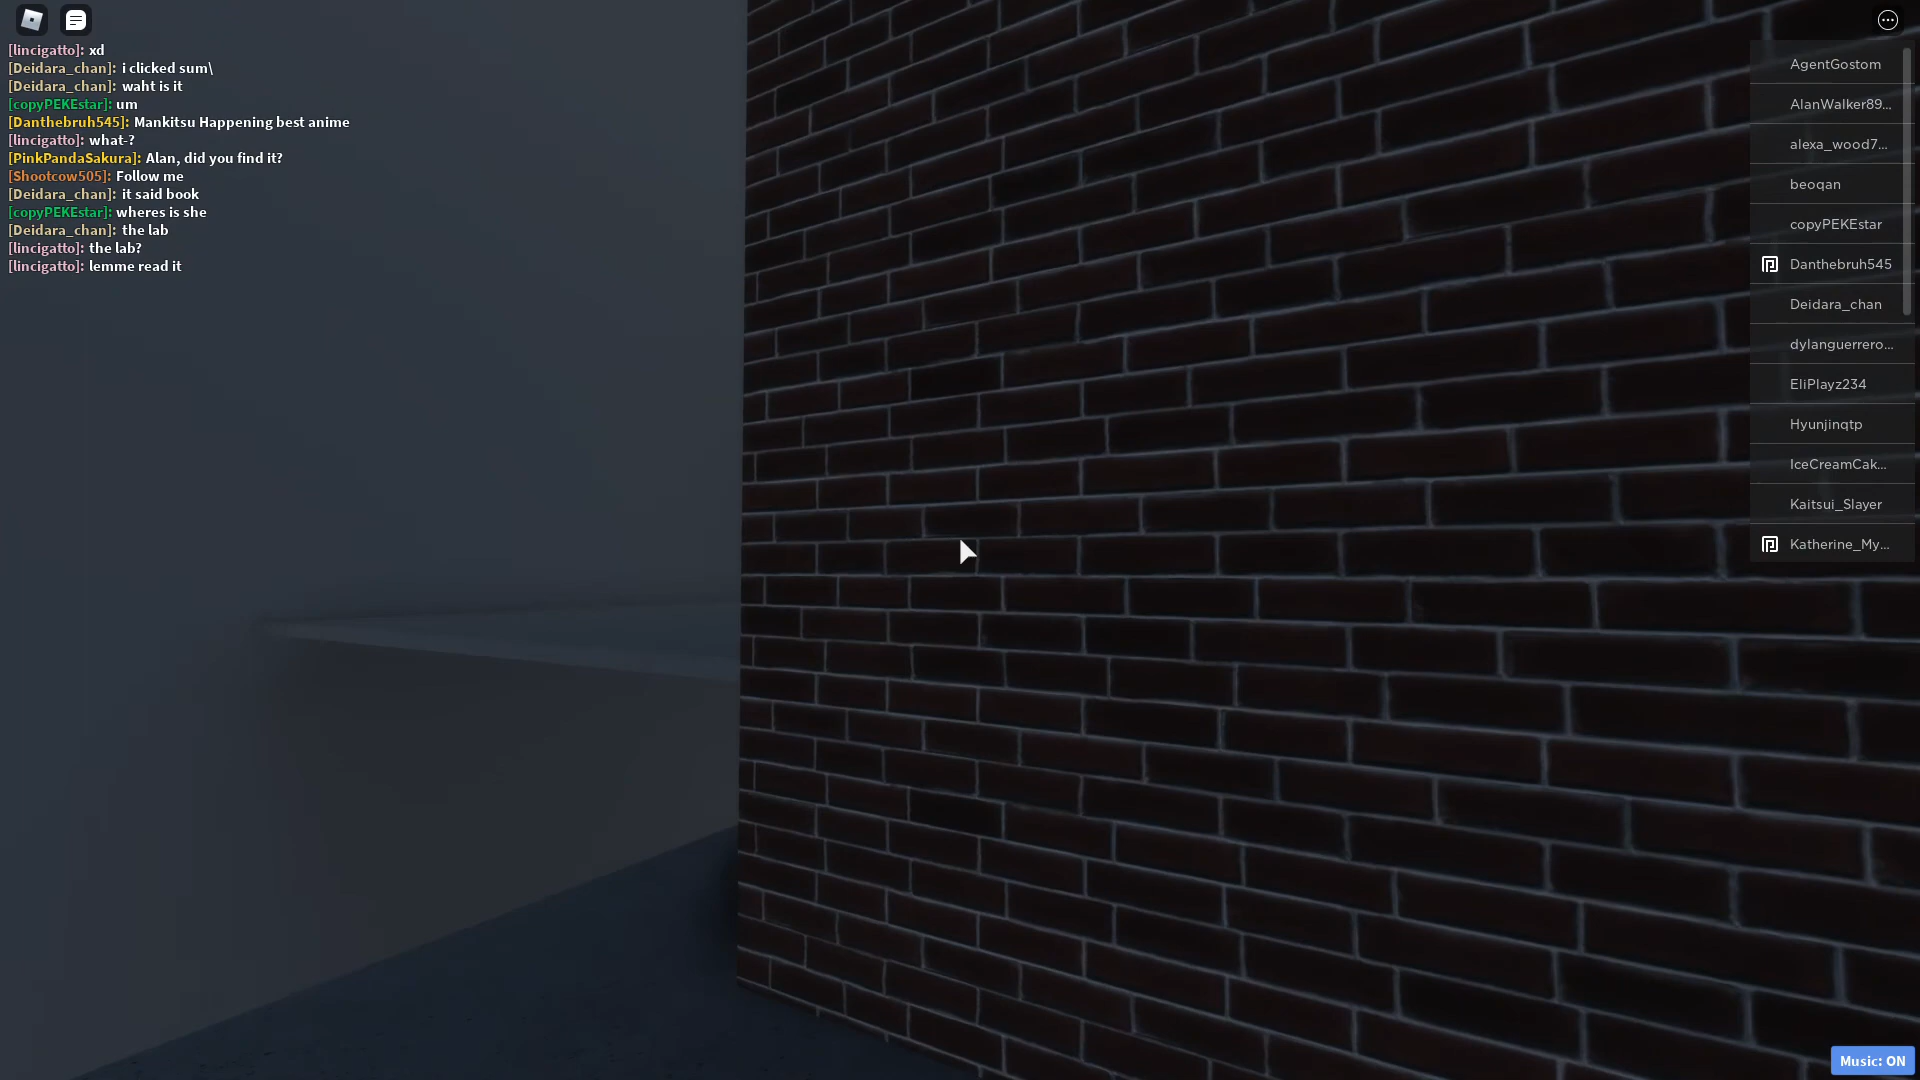 [lincigatto]: xd
[Deidara_chan]: i clicked sum\
[Deidara_chan]: waht is it
[copyPEKEstar]: um
[Danthebruh545]: Mankitsu Happening best anime
[lincigatto]: what-?
[PinkPandaSakura]: Alan, did you find it?
[Shootcow505]: Follow me
[Deidara_chan]: it said book
[copyPEKEstar]: wheres is she
[Deidara_chan]: the lab
[lincigatto]: the lab?
[lincigatto]: lemme read it
AgentGostom
AlanWalker89...
alexa_wood7...
beoqan
copyPEKEstar
Danthebruh545
Deidara_chan
dylanguerrero...
EliPlayz234
Hyunjinqtp
IceCreamCak...
Kaitsui_Slayer
Katherine_My...
Music: ON